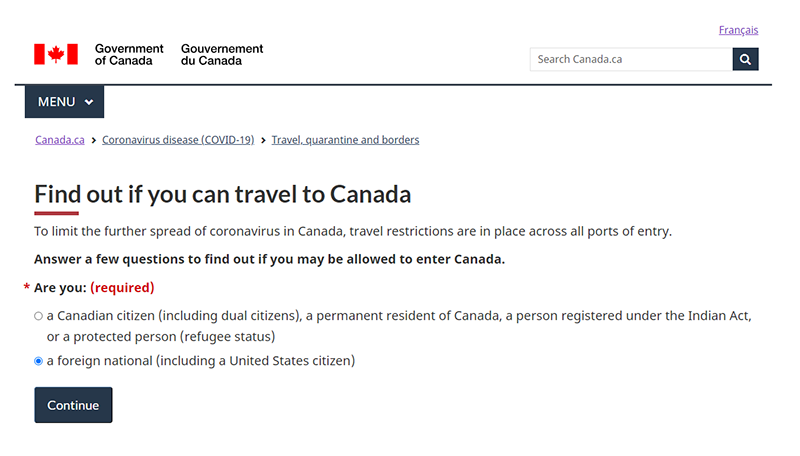 Français
Government Gouvernement
of Canada du Canada
Search Canada.ca
MENU
Canada.ca > Coronavirus disease (COVID-19) > Travel, quarantine and borders
Find out if you can travel to Canada
To limit the further spread of coronavirus in Canada, travel restrictions are in place across all ports of entry.
Answer a few questions to find out if you may be allowed to enter Canada.
* Are you: (required)
a Canadian citizen (including dual citizens), a permanent resident of Canada, a person registered under the Indian Act,
or a protected person (refugee status)
a foreign national (including a United States citizen)
Continue